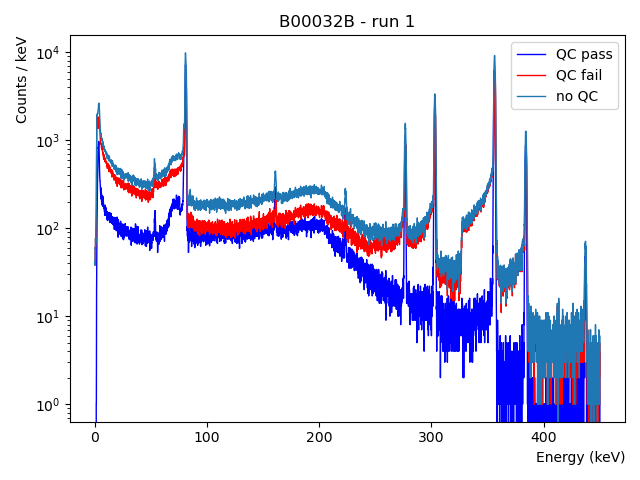 B00032B - run 1
Counts / keV
10⁴
10³
10²
10¹
10⁰
QC pass
QC fail
no QC
0 100 200 300 400
Energy (keV)